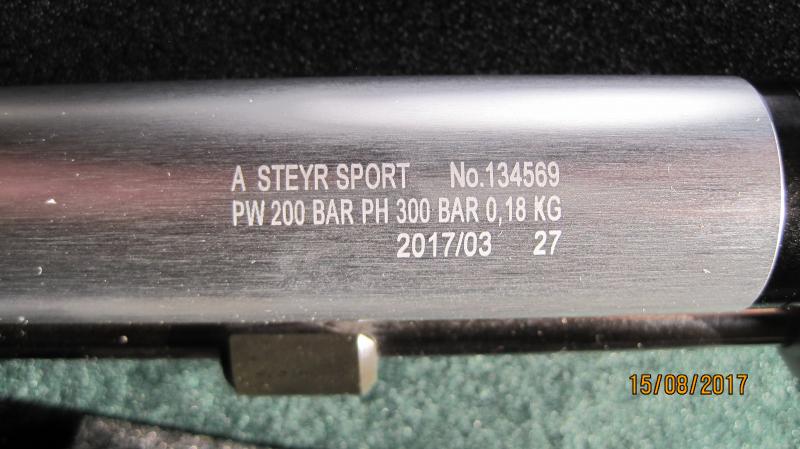 A STEYR SPORT No.134569
PW 200 BAR PH 300 BAR 0,18 KG
2017/03 27
15/08/2017